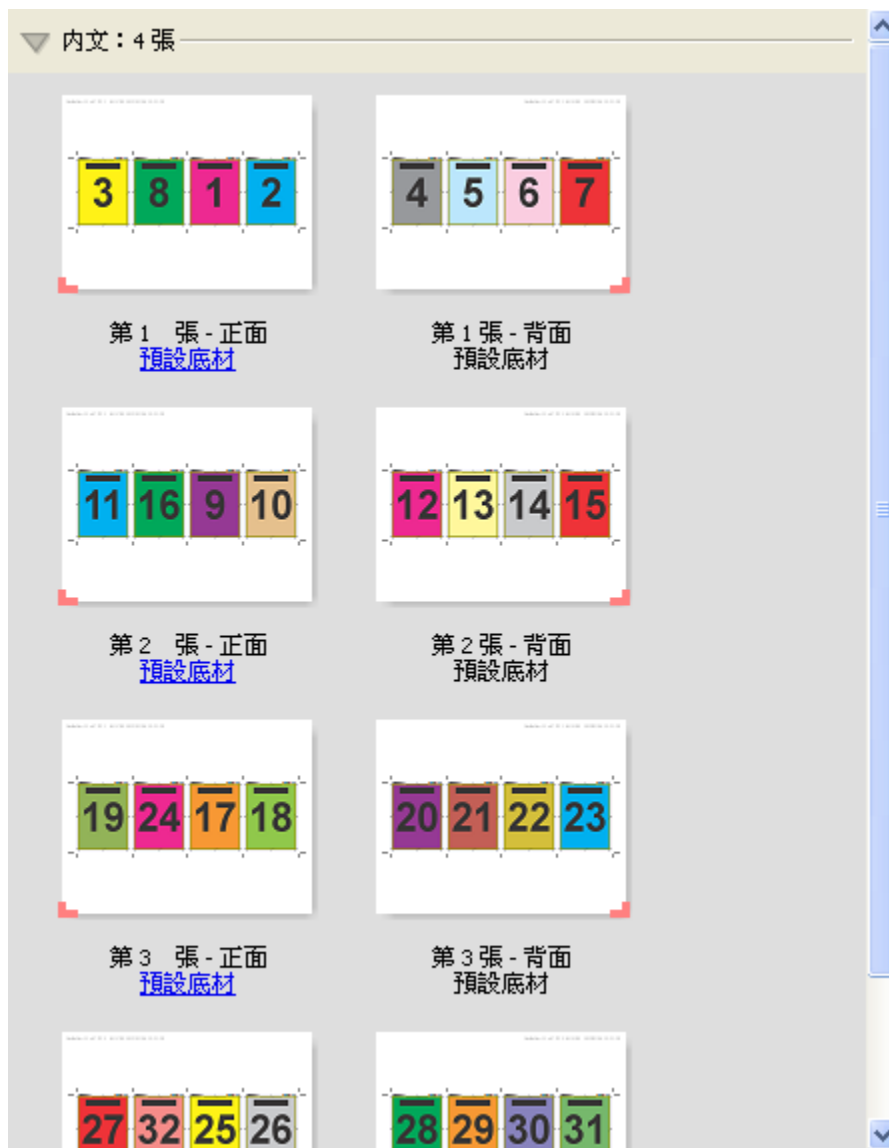 內文：4 張
3 8 1 2
4 5 6 7
第 1 張 - 正面
預設底材
第 1 張 - 背面
預設底材
11 16 9 10
12 13 14 15
第 2 張 - 正面
預設底材
第 2 張 - 背面
預設底材
19 24 17 18
20 21 22 23
第 3 張 - 正面
預設底材
第 3 張 - 背面
預設底材
27 32 25 26
28 29 30 31